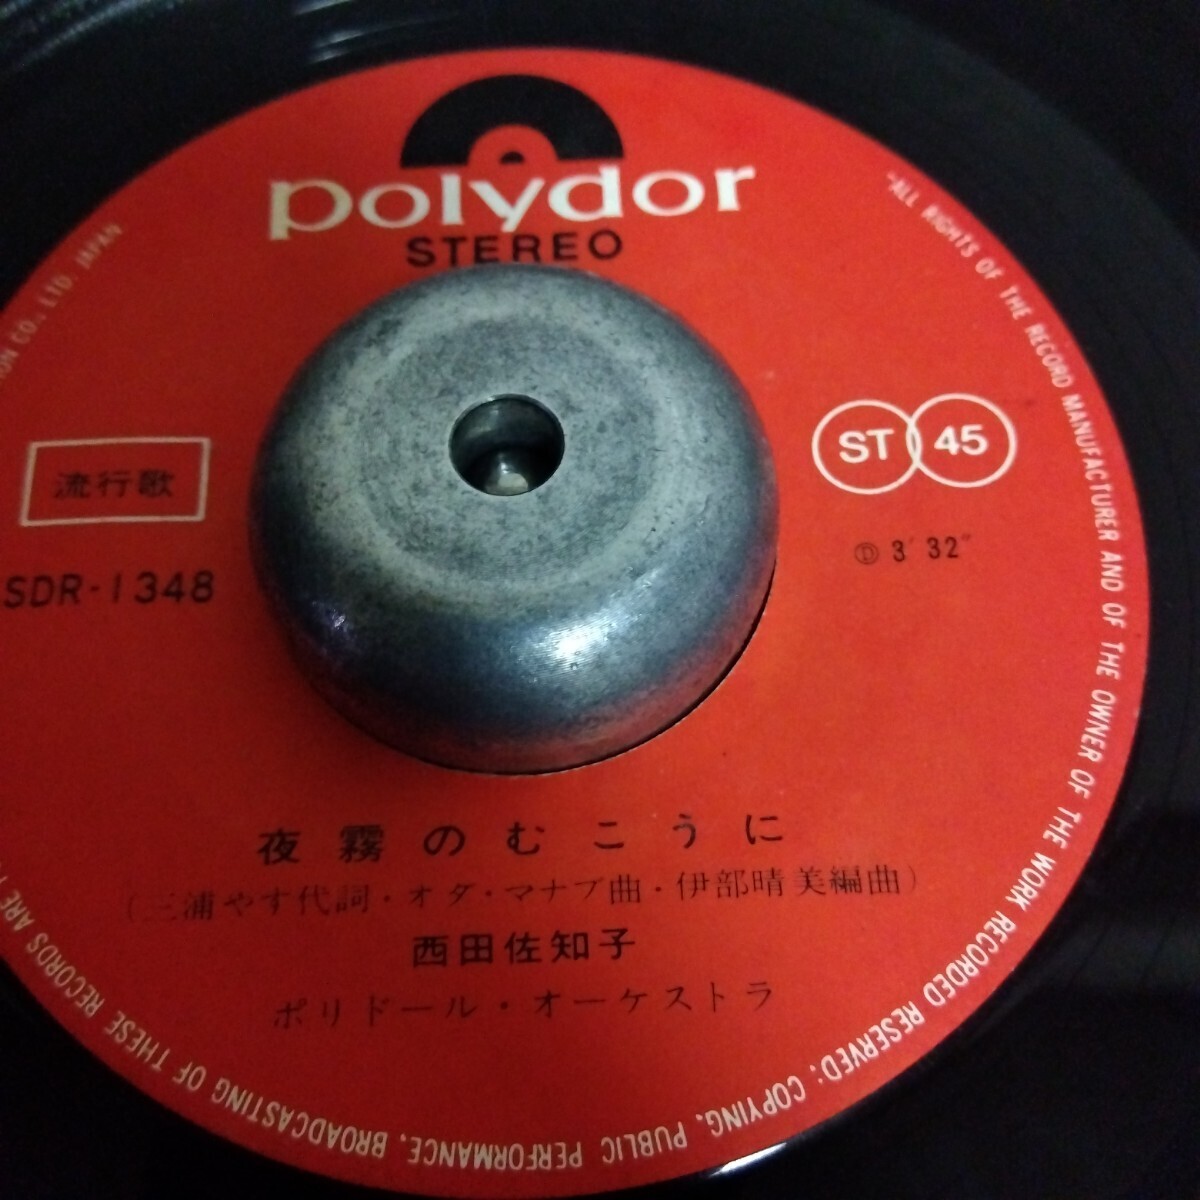 polydor
STEREO
流行歌
ST 45
SDR-1348
Ⓓ 3′ 32″
夜霧のむこうに
(三浦やす代詞・オダ・マナブ曲・伊部晴美編曲)
西田佐知子
ポリドール・オーケストラ
"ALL RIGHTS OF THE RECORD MANUFACTURER AND OF THE OWNER OF THE WORK RECORDED RESERVED: COPYING, PUBLIC PERFORMANCE, BROADCASTING OF THESE RECORDS ARE
CO., LTD. JAPAN